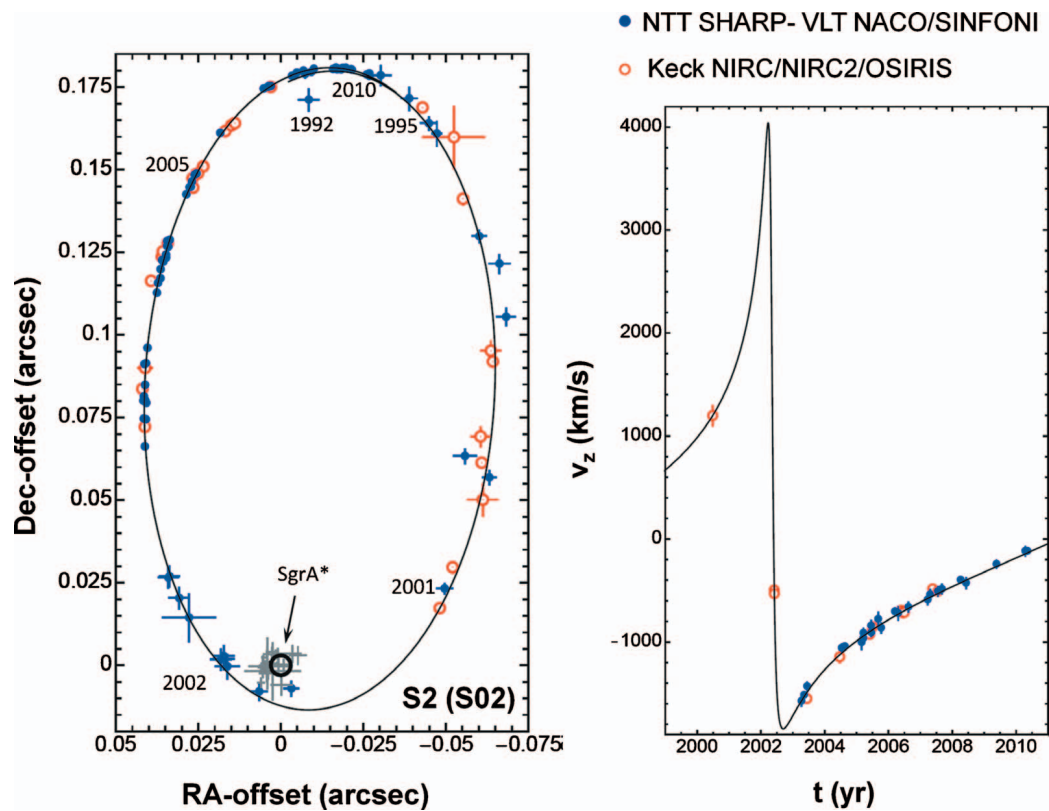 NTT SHARP- VLT NACO/SINFONI
Keck NIRC/NIRC2/OSIRIS
Dec-offset (arcsec)
0.175
0.15
0.125
0.1
0.075
0.05
0.025
0
2010
1992
1995
2005
SgrA*
2001
2002
S2 (S02)
0.05 0.025 0 −0.025 −0.05 −0.075
RA-offset (arcsec)
vz (km/s)
4000
3000
2000
1000
0
−1000
2000 2002 2004 2006 2008 2010
t (yr)